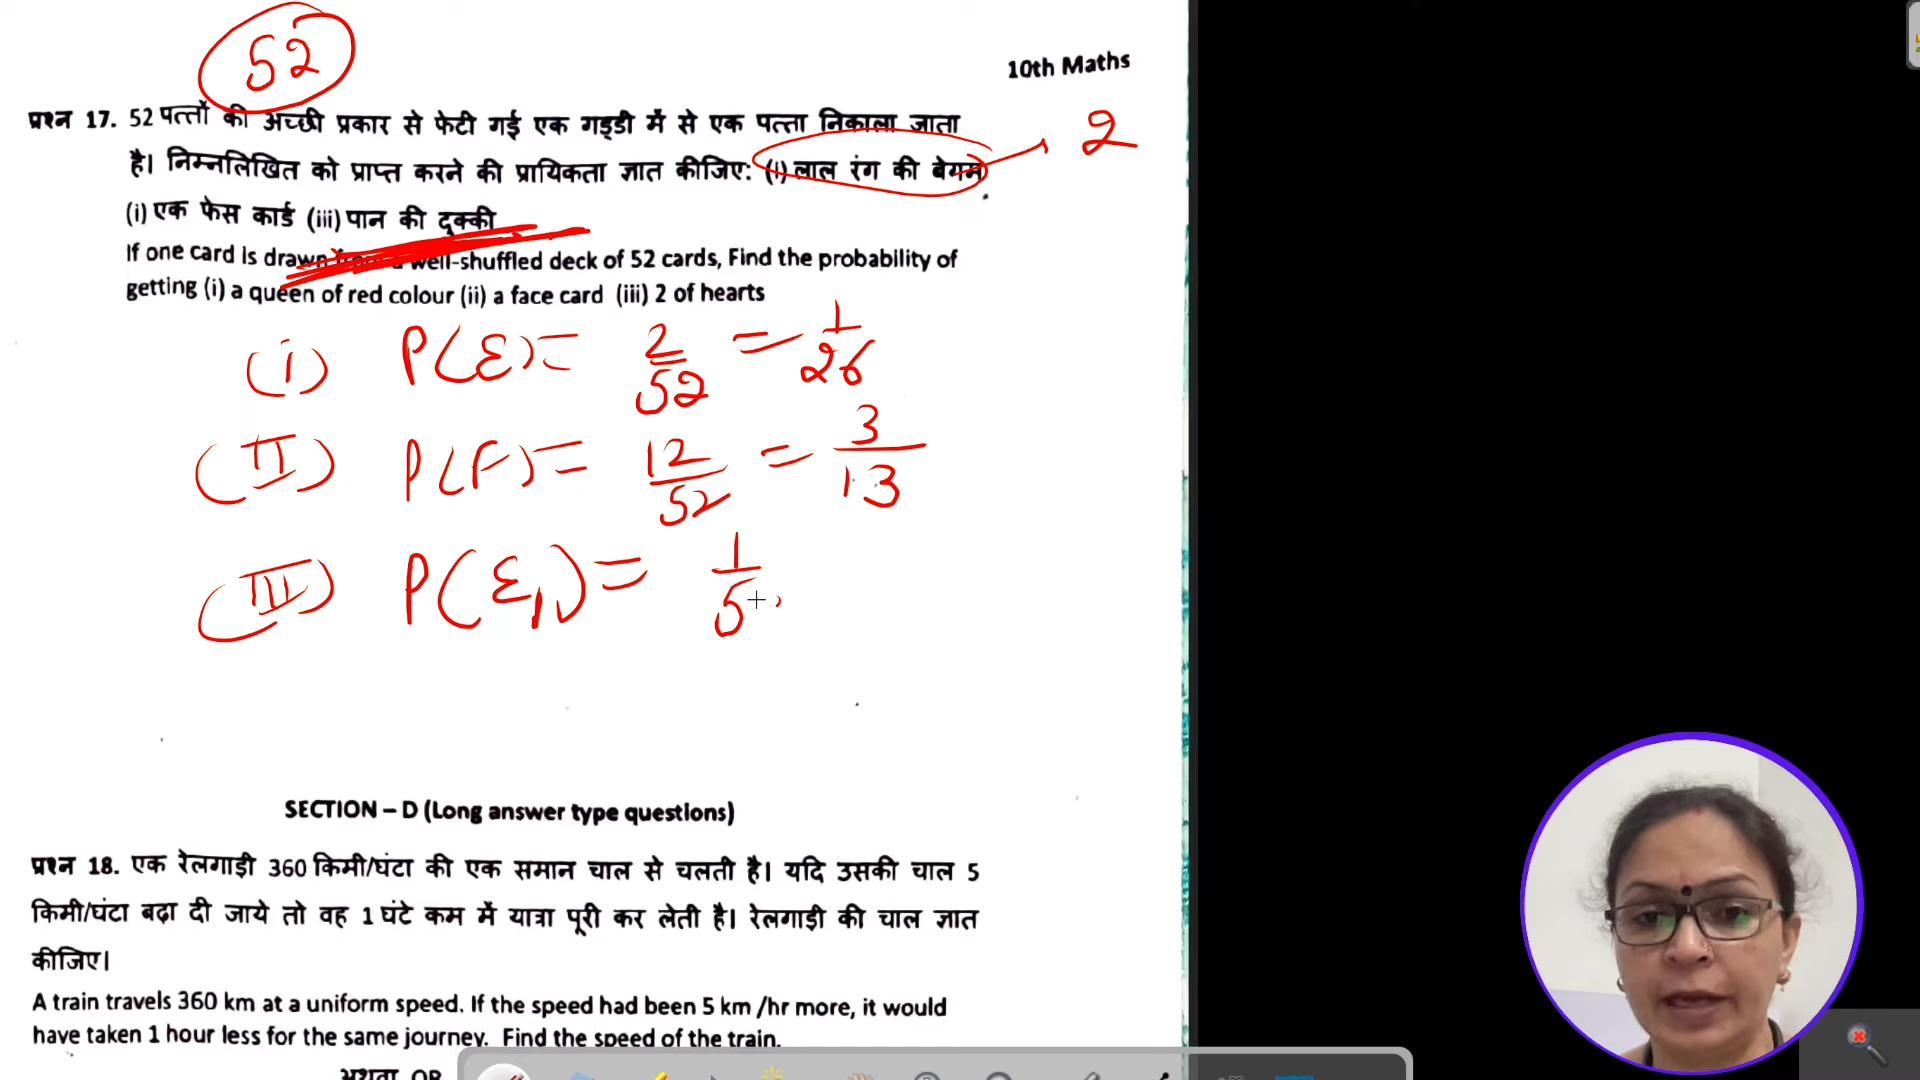 52
10th Maths
प्रश्न 17. 52 पत्तों की अच्छी प्रकार से फेटी गई एक गड्डी में से एक पत्ता निकाला जाता
2
है। निम्नलिखित को प्राप्त करने की प्रायिकता ज्ञात कीजिए: (i) लाल रंग की बेगम
(i) एक फेस कार्ड (iii) पान की दूक्की
If one card is drawn from a well-shuffled deck of 52 cards, Find the probability of
getting (i) a queen of red colour (ii) a face card (iii) 2 of hearts
(i) P(E) = 2/52 = 1/26
(II) P(F) = 12/52 = 3/13
(III) P(E1) = 1/5
SECTION – D (Long answer type questions)
प्रश्न 18. एक रेलगाड़ी 360 किमी/घंटा की एक समान चाल से चलती है। यदि उसकी चाल 5
किमी/घंटा बढ़ा दी जाये तो वह 1 घंटे कम में यात्रा पूरी कर लेती है। रेलगाड़ी की चाल ज्ञात
कीजिए।
A train travels 360 km at a uniform speed. If the speed had been 5 km /hr more, it would
have taken 1 hour less for the same journey. Find the speed of the train.
अथवा OR